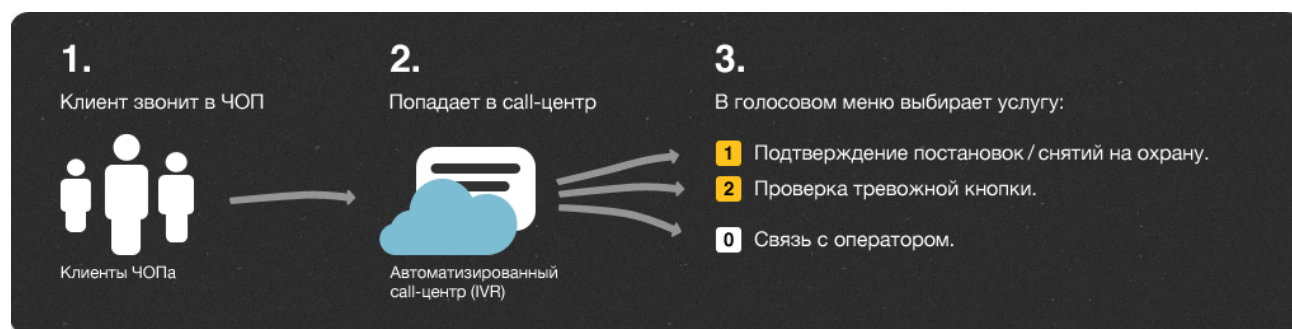 1.
Клиент звонит в ЧОП
Клиенты ЧОПа
2.
Попадает в call-центр
Автоматизированный
call-центр (IVR)
3.
В голосовом меню выбирает услугу:
1 Подтверждение постановок / снятий на охрану.
2 Проверка тревожной кнопки.
0 Связь с оператором.